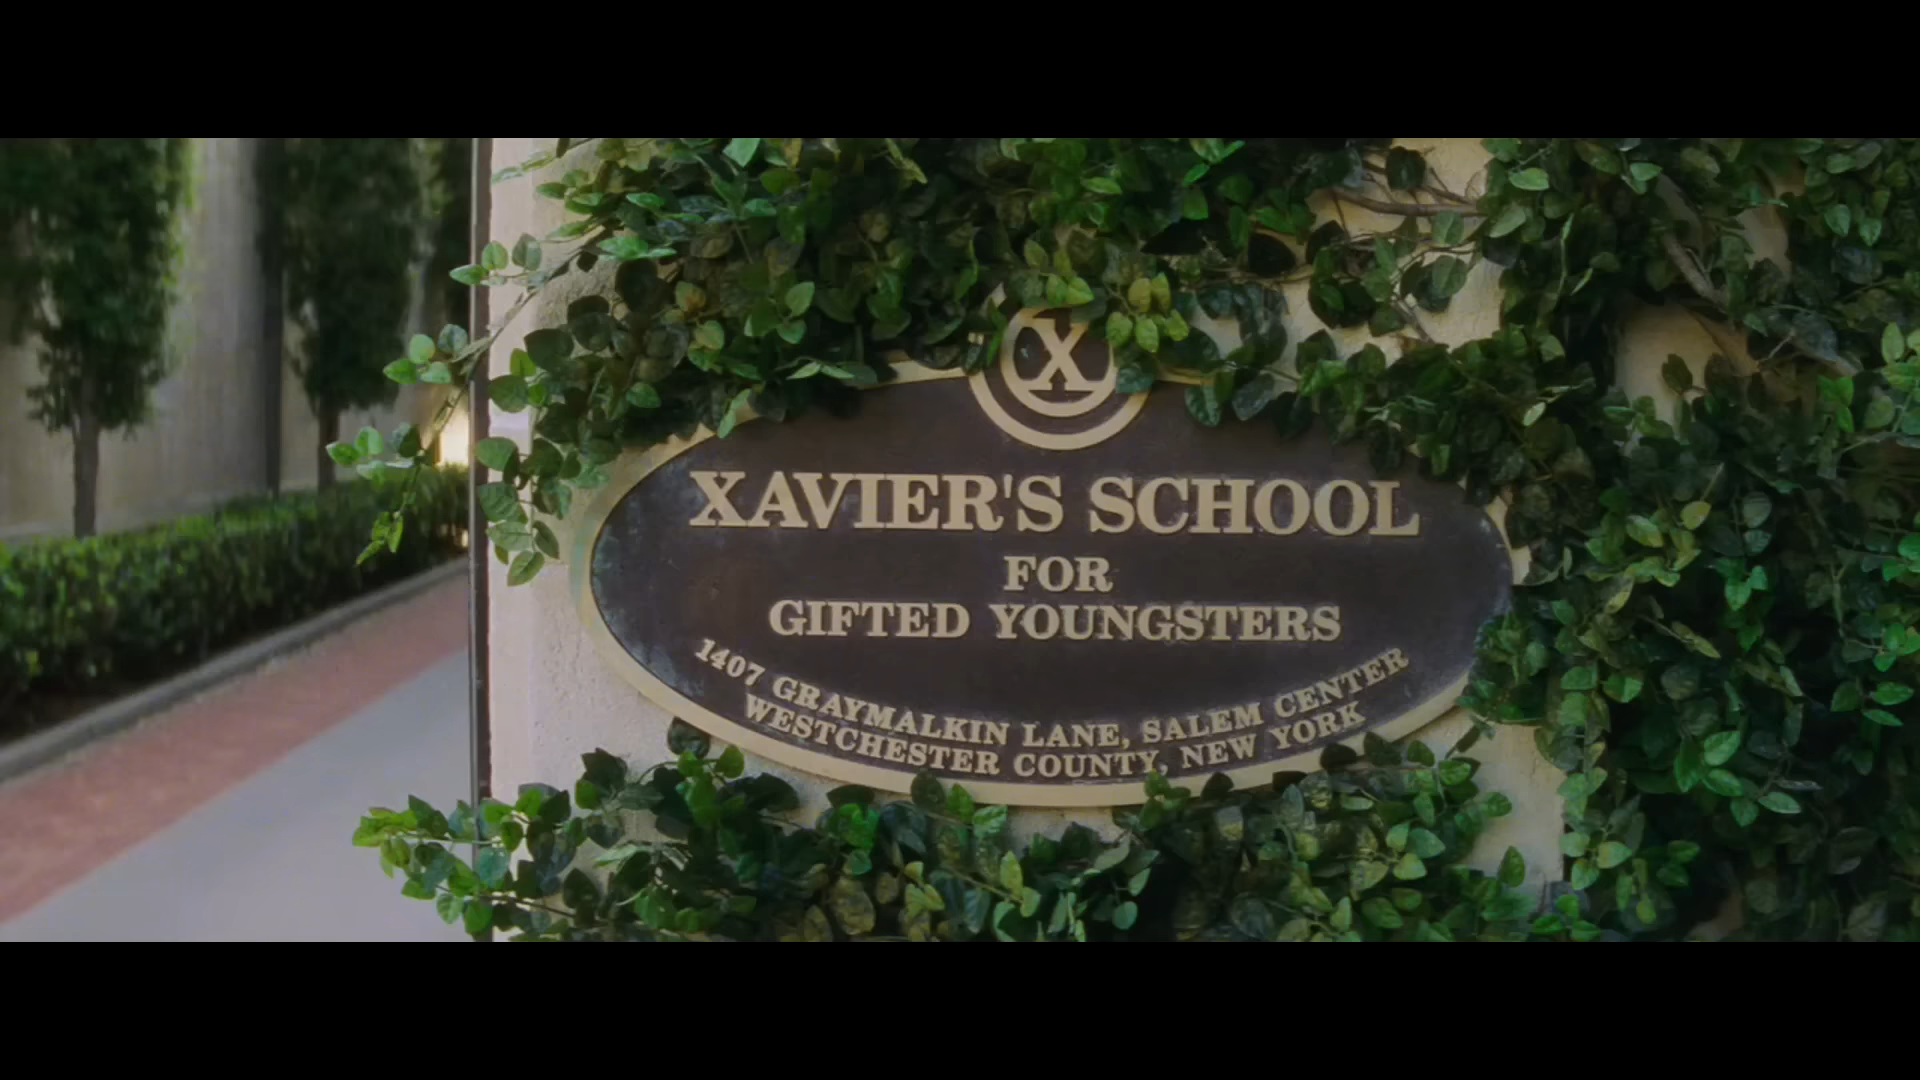 X
XAVIER'S SCHOOL
FOR
GIFTED YOUNGSTERS
1407 GRAYMALKIN LANE, SALEM CENTER
WESTCHESTER COUNTY, NEW YORK